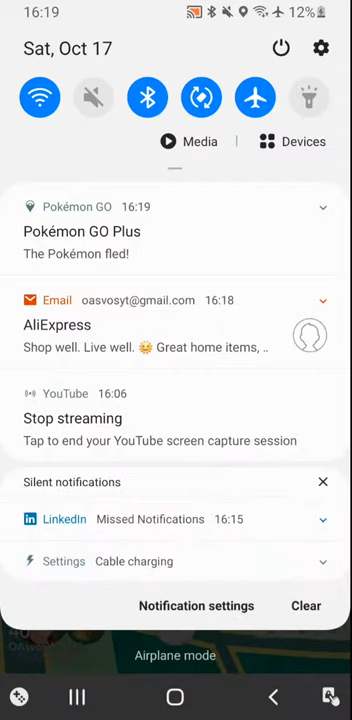 16:19 12%
Sat, Oct 17
Media | Devices
Pokémon GO 16:19
Pokémon GO Plus
The Pokémon fled!
Email oasvosyt@gmail.com 16:18
AliExpress
Shop well. Live well. 😊 Great home items, ..
YouTube 16:06
Stop streaming
Tap to end your YouTube screen capture session
Silent notifications
LinkedIn Missed Notifications 16:15
Settings Cable charging
Notification settings Clear
Airplane mode